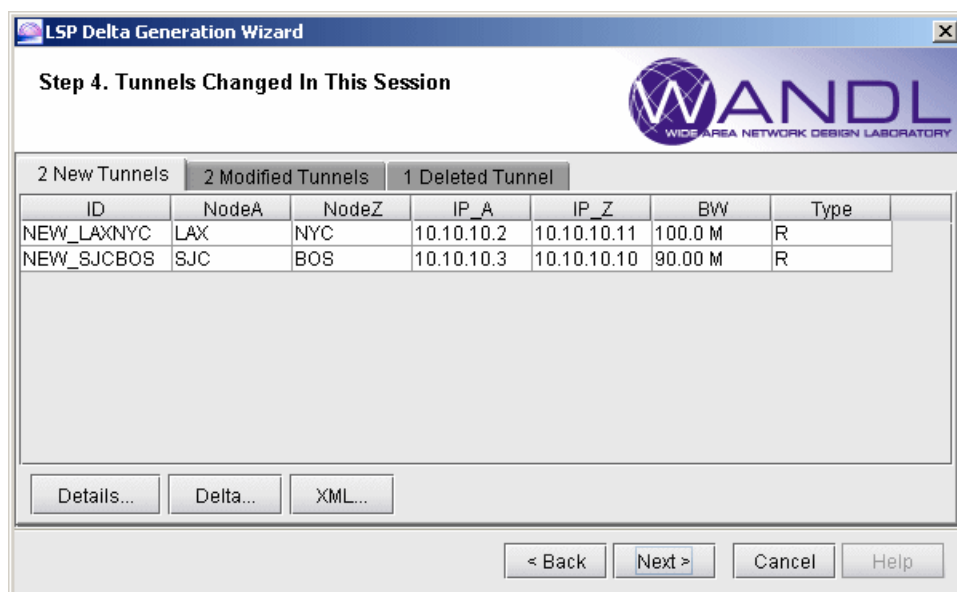 LSP Delta Generation Wizard
Step 4. Tunnels Changed In This Session
WANDL
WIDE AREA NETWORK DESIGN LABORATORY
2 New Tunnels 2 Modified Tunnels 1 Deleted Tunnel
ID NodeA NodeZ IP_A IP_Z BW Type
NEW_LAXNYC LAX NYC 10.10.10.2 10.10.10.11 100.0 M R
NEW_SJCBOS SJC BOS 10.10.10.3 10.10.10.10 90.00 M R
Details... Delta... XML...
< Back Next > Cancel Help